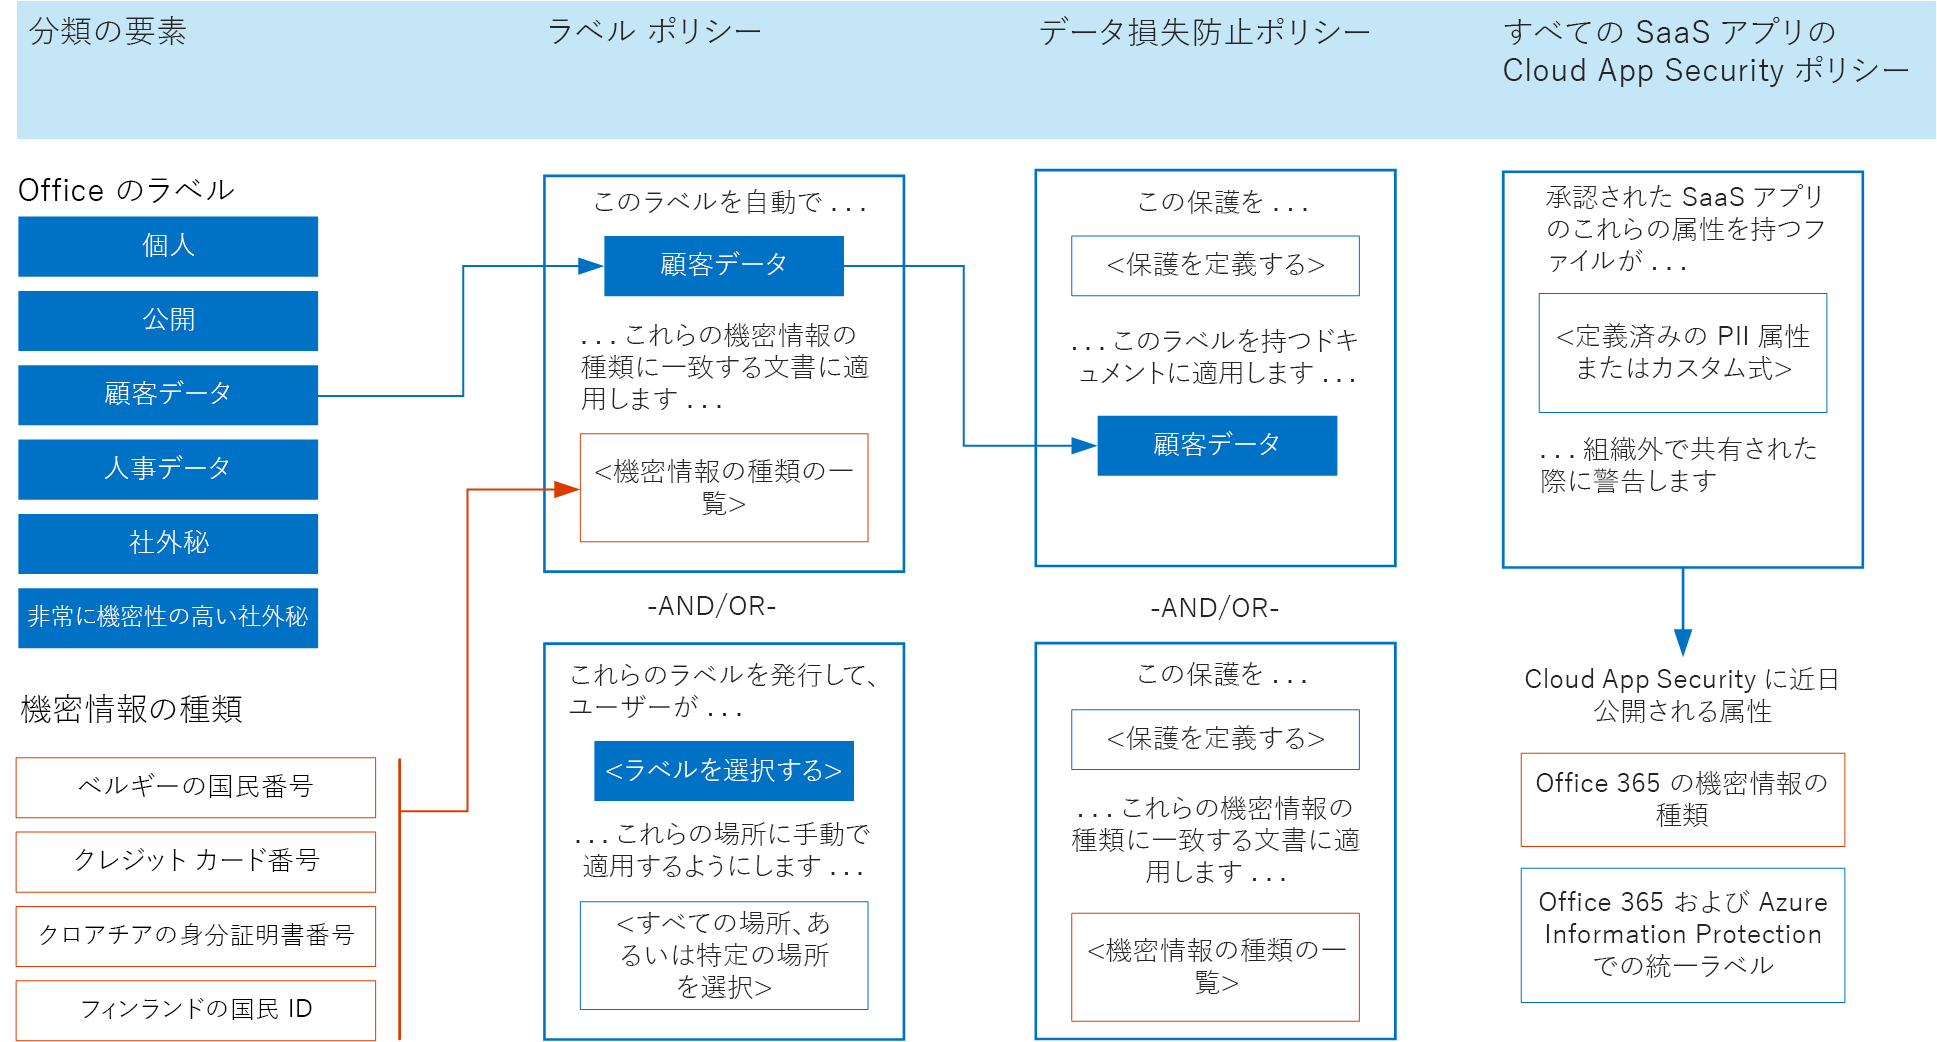 分類の要素
ラベル ポリシー
データ損失防止ポリシー
すべての SaaS アプリの
Cloud App Security ポリシー
Office のラベル
個人
公開
顧客データ
人事データ
社外秘
非常に機密性の高い社外秘
機密情報の種類
ベルギーの国民番号
クレジット カード番号
クロアチアの身分証明書番号
フィンランドの国民 ID
このラベルを自動で . . .
顧客データ
. . . これらの機密情報の
種類に一致する文書に適
用します . . .
<機密情報の種類の一
覧>
-AND/OR-
これらのラベルを発行して、
ユーザーが . . .
<ラベルを選択する>
. . . これらの場所に手動で
適用するようにします . . .
<すべての場所、あ
るいは特定の場所
を選択>
この保護を . . .
<保護を定義する>
. . . このラベルを持つドキ
ュメントに適用します . . .
顧客データ
-AND/OR-
この保護を . . .
<保護を定義する>
. . . これらの機密情報の
種類に一致する文書に適
用します . . .
<機密情報の種類の一
覧>
承認された SaaS アプリ
のこれらの属性を持つフ
ァイルが . . .
<定義済みの PII 属性
またはカスタム式>
. . . 組織外で共有された
際に警告します
Cloud App Security に近日
公開される属性
Office 365 の機密情報の
種類
Office 365 および Azure
Information Protection
での統一ラベル